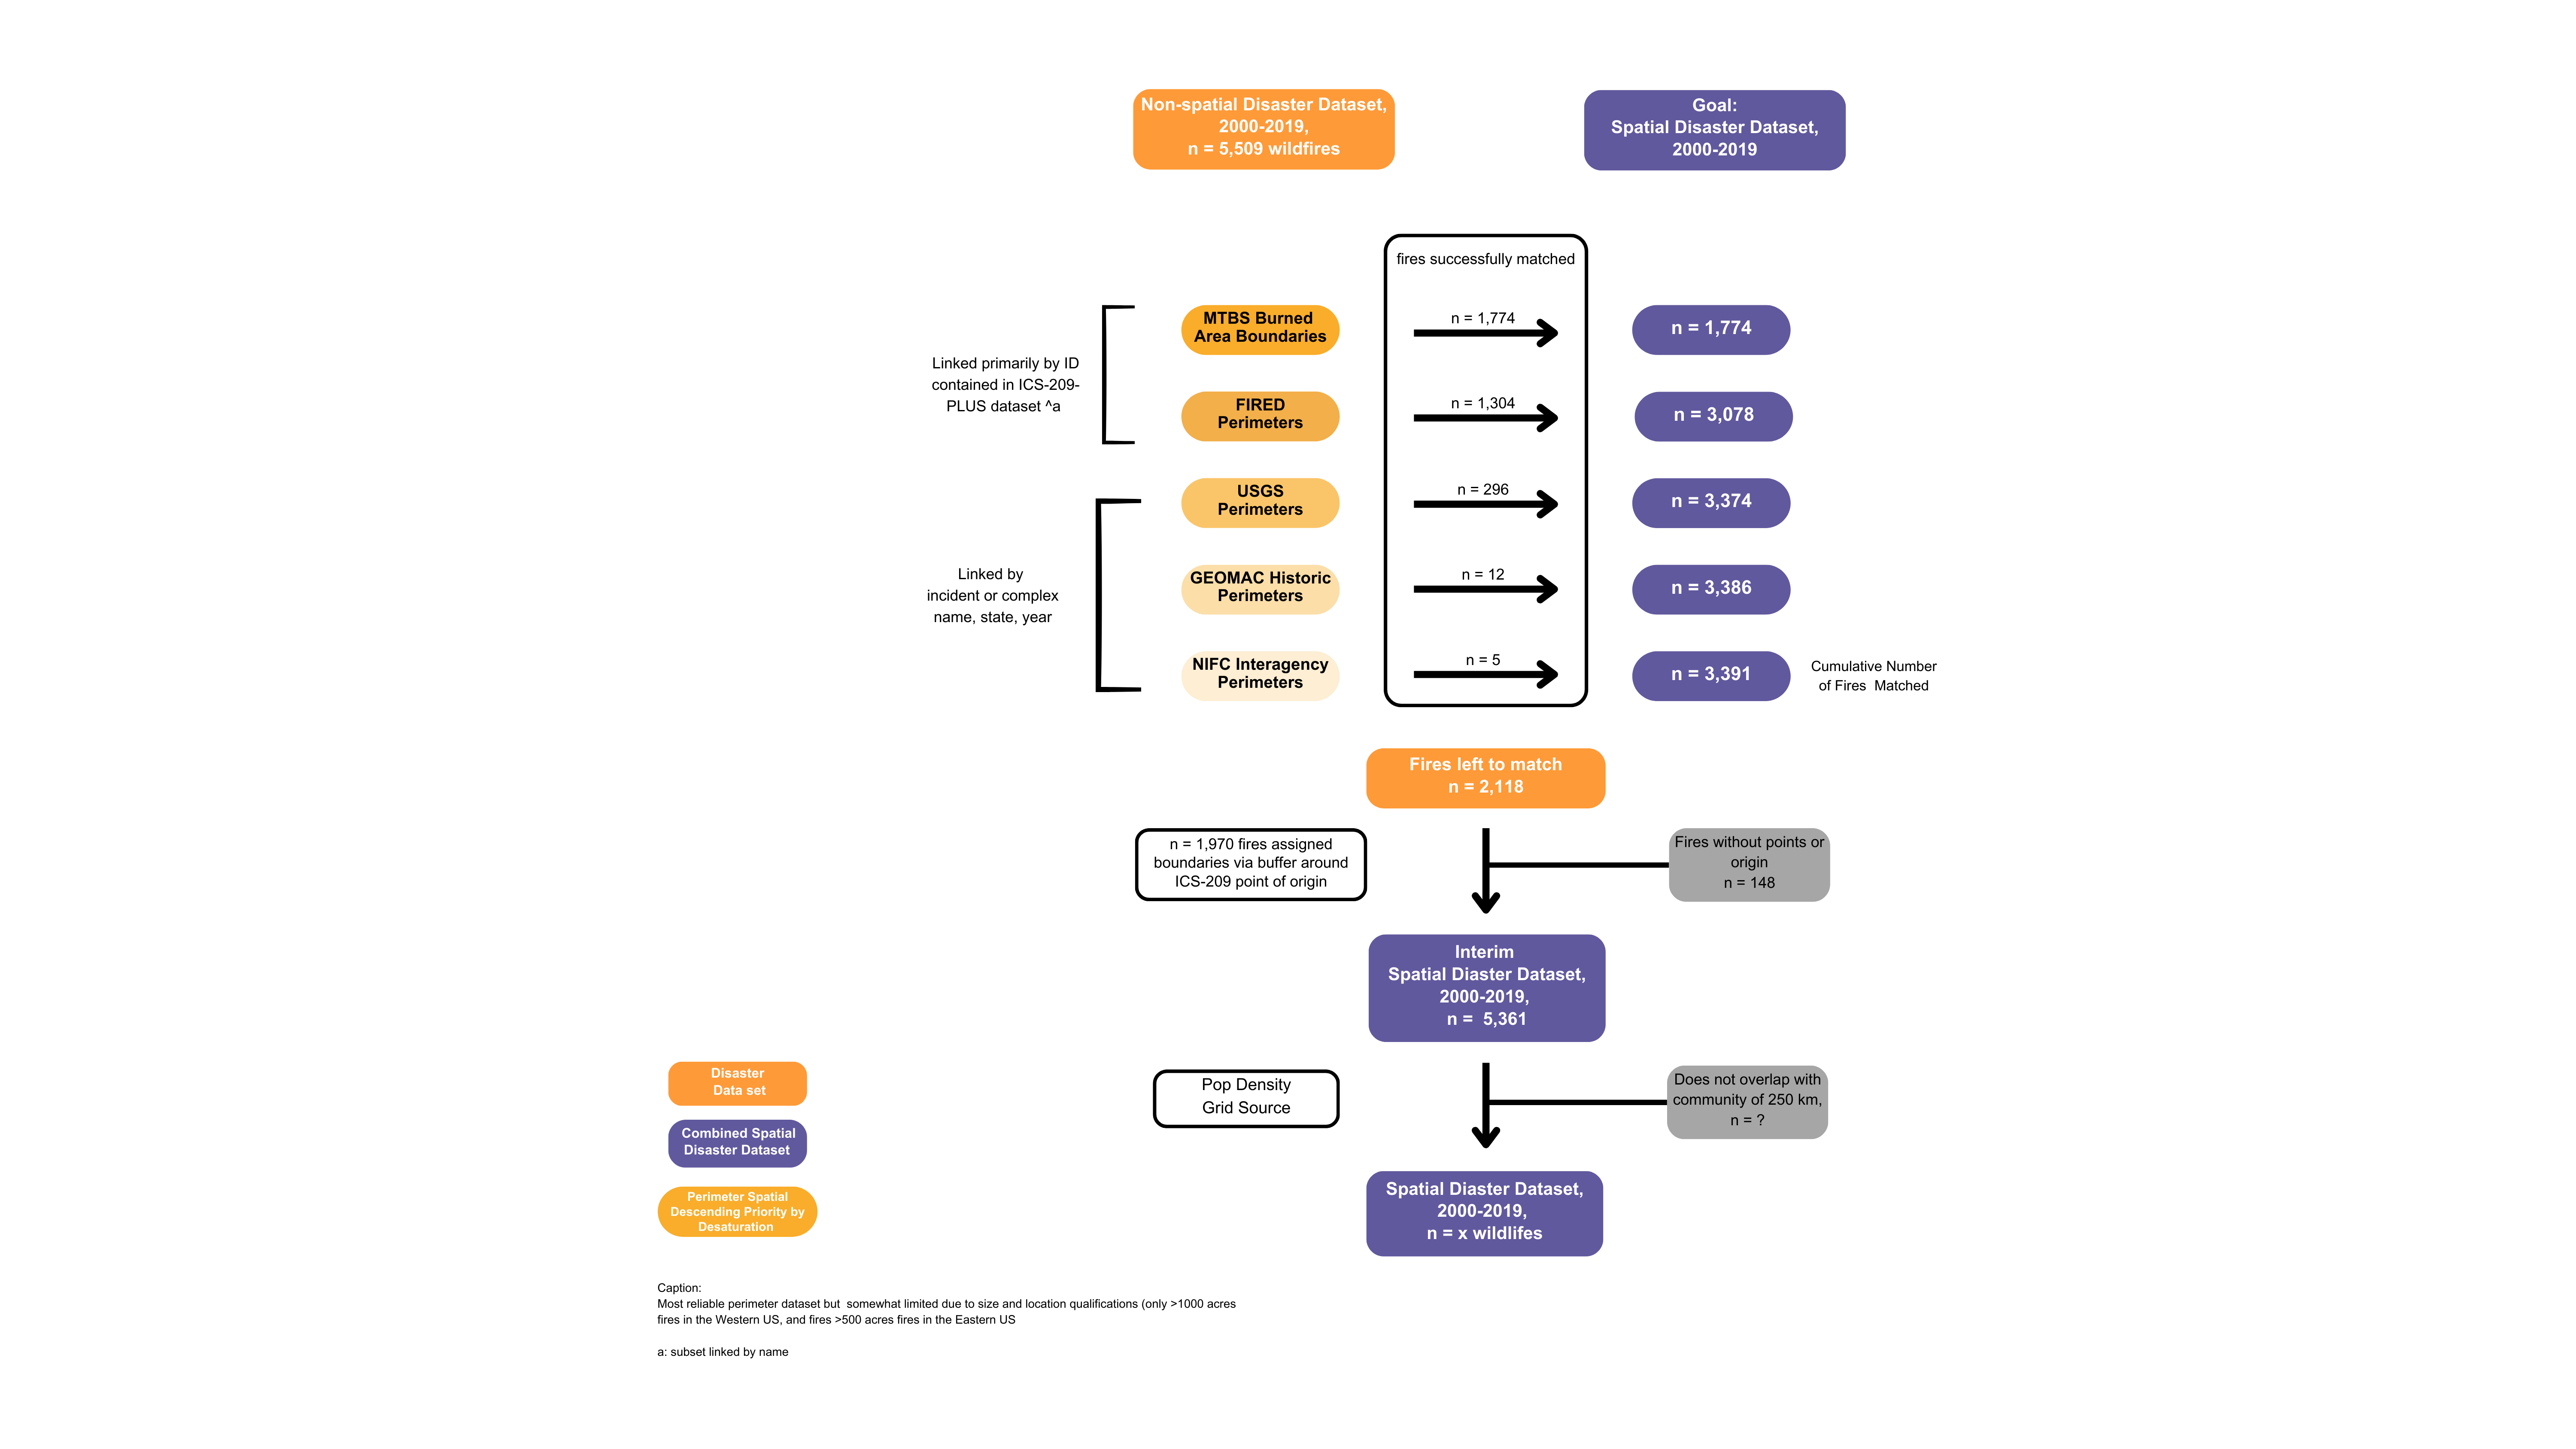 Non-spatial Disaster Dataset,
2000-2019,
n = 5,509 wildfires
Goal:
Spatial Disaster Dataset,
2000-2019
fires successfully matched
Linked primarily by ID
contained in ICS-209-
PLUS dataset ^a
MTBS Burned
Area Boundaries
n = 1,774
n = 1,774
FIRED
Perimeters
n = 1,304
n = 3,078
USGS
Perimeters
n = 296
n = 3,374
Linked by
incident or complex
name, state, year
GEOMAC Historic
Perimeters
n = 12
n = 3,386
NIFC Interagency
Perimeters
n = 5
n = 3,391
Cumulative Number
of Fires  Matched
Fires left to match
n = 2,118
n = 1,970 fires assigned
boundaries via buffer around
ICS-209 point of origin
Fires without points or
origin
n = 148
Interim
Spatial Diaster Dataset,
2000-2019,
n =  5,361
Pop Density
Grid Source
Does not overlap with
community of 250 km,
n = ?
Spatial Diaster Dataset,
2000-2019,
n = x wildlifes
Disaster
Data set
Combined Spatial
Disaster Dataset
Perimeter Spatial
Descending Priority by
Desaturation
Caption:
Most reliable perimeter dataset but  somewhat limited due to size and location qualifications (only >1000 acres
fires in the Western US, and fires >500 acres fires in the Eastern US
a: subset linked by name